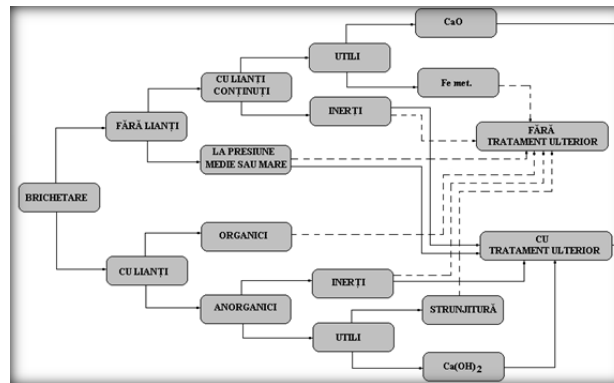 CaO
UTILI
CU LIANȚI
CONȚINUȚI
Fe met.
INERȚI
FĂRĂ LIANȚI
FĂRĂ
TRATAMENT ULTERIOR
LA PRESIUNE
MEDIE SAU MARE
BRICHETARE
ORGANICI
CU
TRATAMENT ULTERIOR
CU LIANȚI
INERȚI
ANORGANICI
STRUNJITURĂ
UTILI
Ca(OH)2